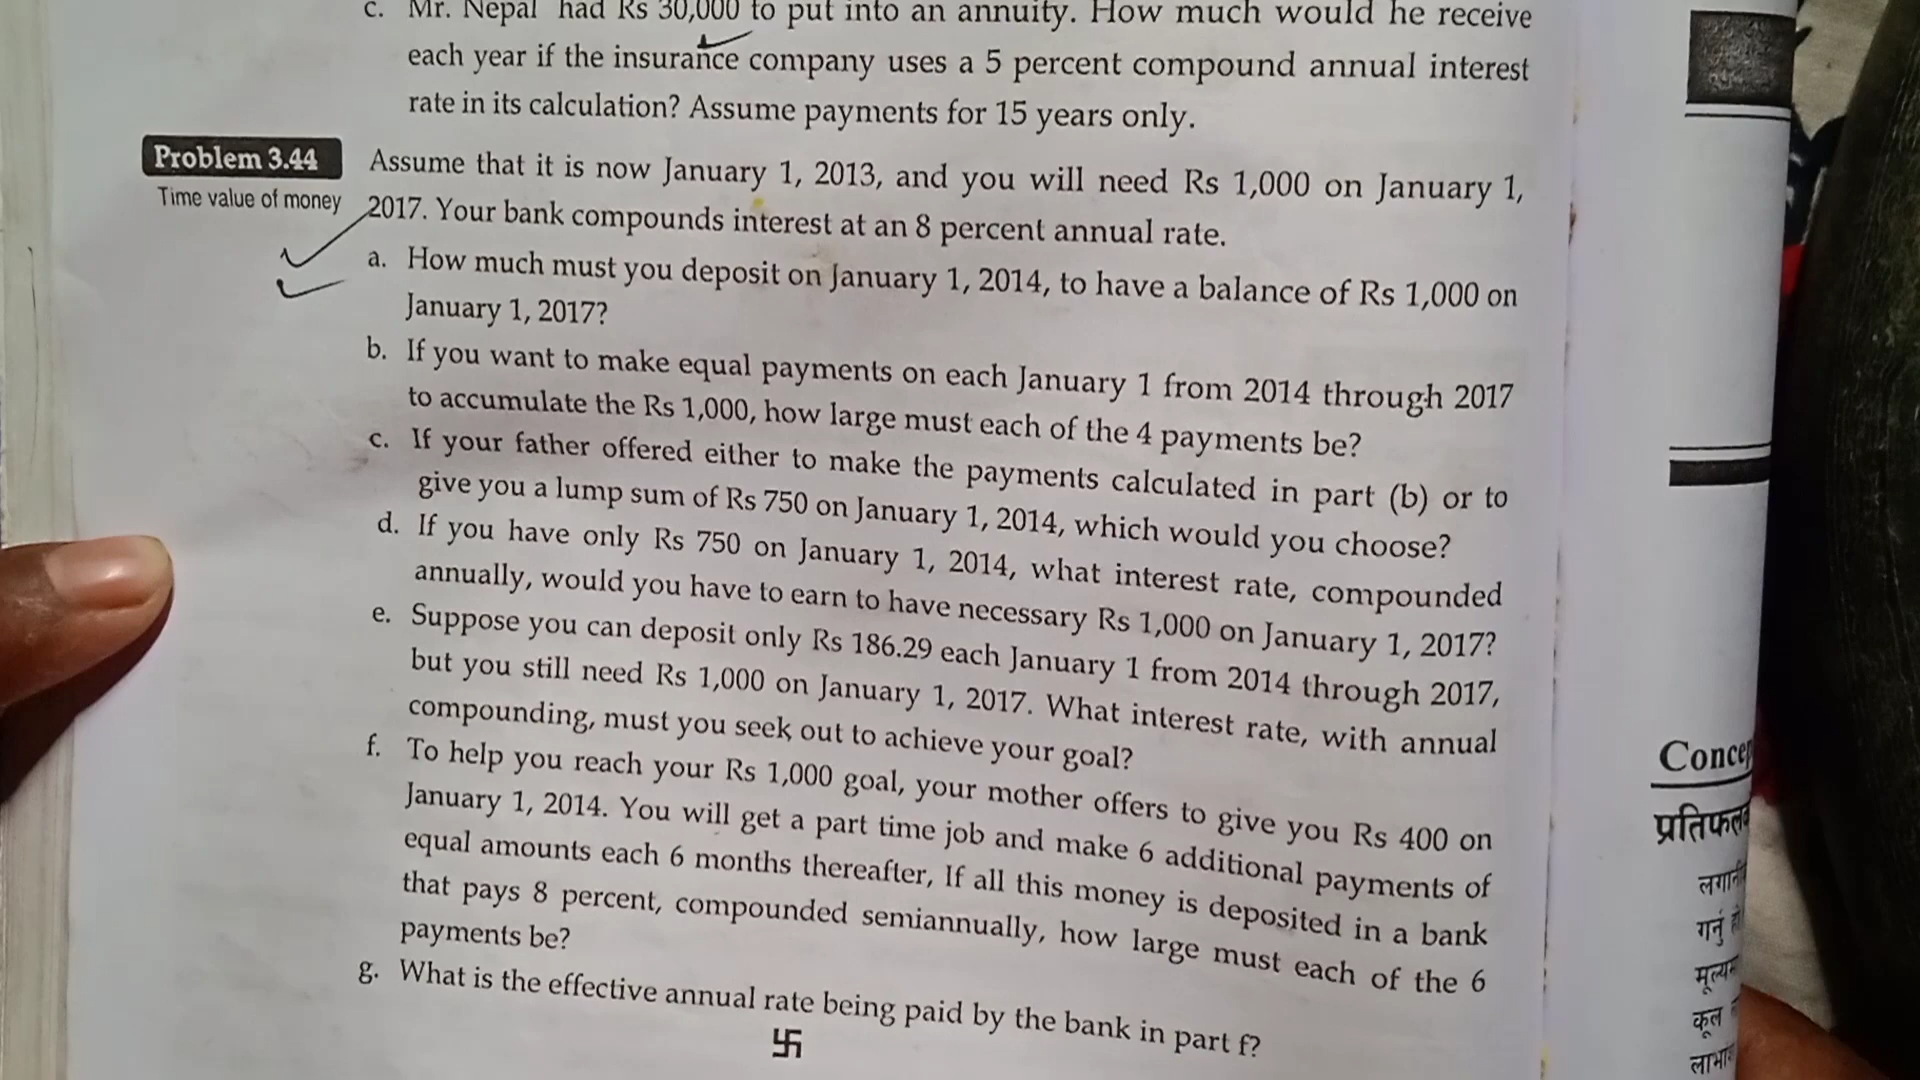 c. Mr. Nepal had Rs 30,000 to put into an annuity. How much would he receive
each year if the insurance company uses a 5 percent compound annual interest
rate in its calculation? Assume payments for 15 years only.
Problem 3.44
Time value of money
Assume that it is now January 1, 2013, and you will need Rs 1,000 on January 1,
2017. Your bank compounds interest at an 8 percent annual rate.
a. How much must you deposit on January 1, 2014, to have a balance of Rs 1,000 on
January 1, 2017?
b. If you want to make equal payments on each January 1 from 2014 through 2017
to accumulate the Rs 1,000, how large must each of the 4 payments be?
c. If your father offered either to make the payments calculated in part (b) or to
give you a lump sum of Rs 750 on January 1, 2014, which would you choose?
d. If you have only Rs 750 on January 1, 2014, what interest rate, compounded
annually, would you have to earn to have necessary Rs 1,000 on January 1, 2017?
e. Suppose you can deposit only Rs 186.29 each January 1 from 2014 through 2017,
but you still need Rs 1,000 on January 1, 2017. What interest rate, with annual
compounding, must you seek out to achieve your goal?
f. To help you reach your Rs 1,000 goal, your mother offers to give you Rs 400 on
January 1, 2014. You will get a part time job and make 6 additional payments of
equal amounts each 6 months thereafter, If all this money is deposited in a bank
that pays 8 percent, compounded semiannually, how large must each of the 6
payments be?
g. What is the effective annual rate being paid by the bank in part f?
卐
Concep
प्रतिफल
लगानी
गर्नु
मूल्य
कूल